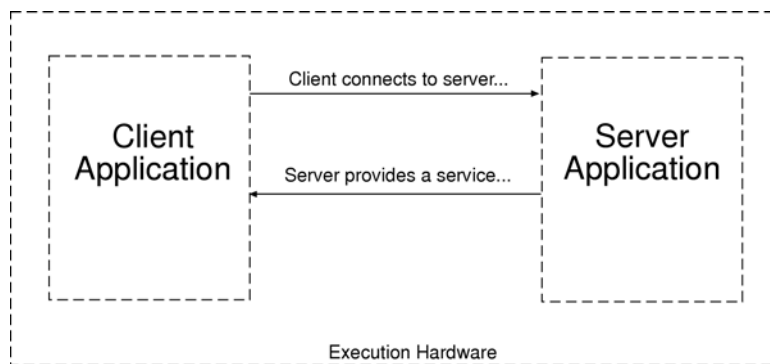 Client connects to server...
Client
Application
Server
Application
Server provides a service...
Execution Hardware